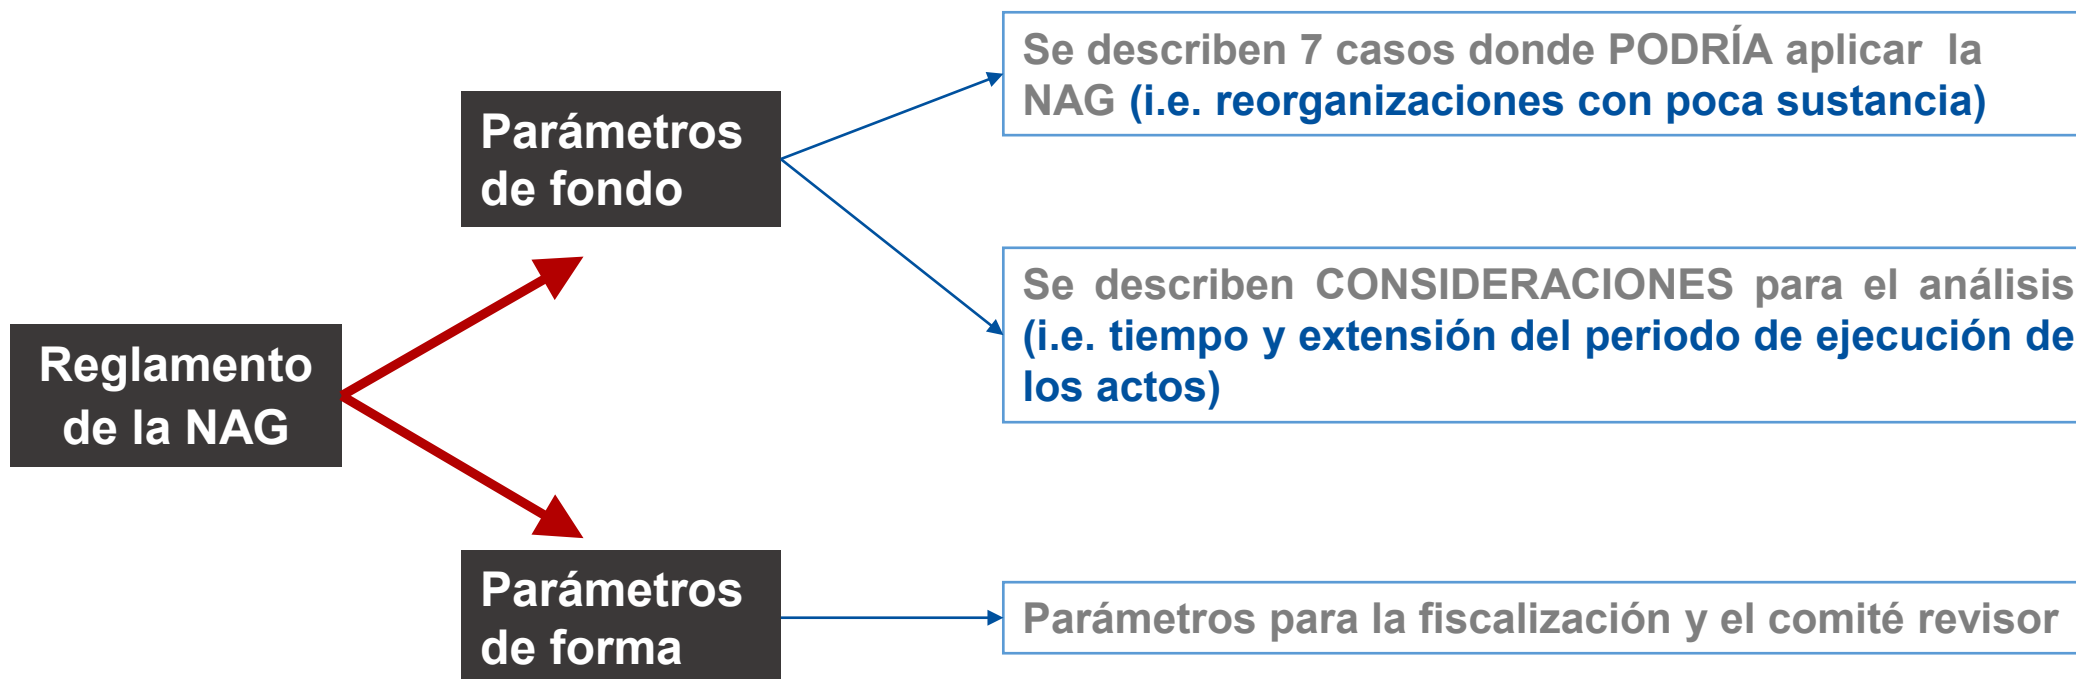 Reglamento
de la NAG
Parámetros
de fondo
Se describen 7 casos donde PODRÍA aplicar la
NAG (i.e. reorganizaciones con poca sustancia)
Se describen CONSIDERACIONES para el análisis
(i.e. tiempo y extensión del periodo de ejecución de
los actos)
Parámetros
de forma
Parámetros para la fiscalización y el comité revisor